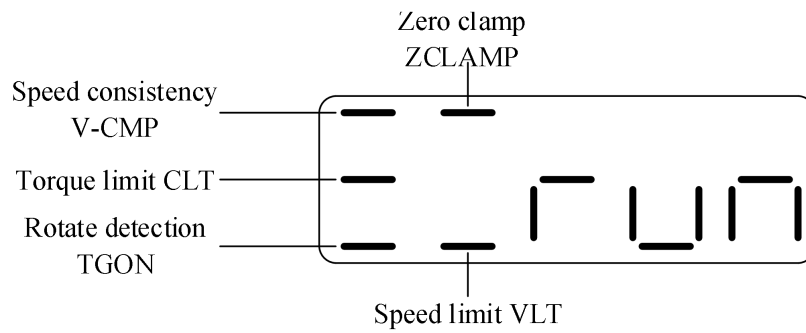 Zero clamp
ZCLAMP
Speed consistency
V-CMP
Torque limit CLT
run
Rotate detection
TGON
Speed limit VLT